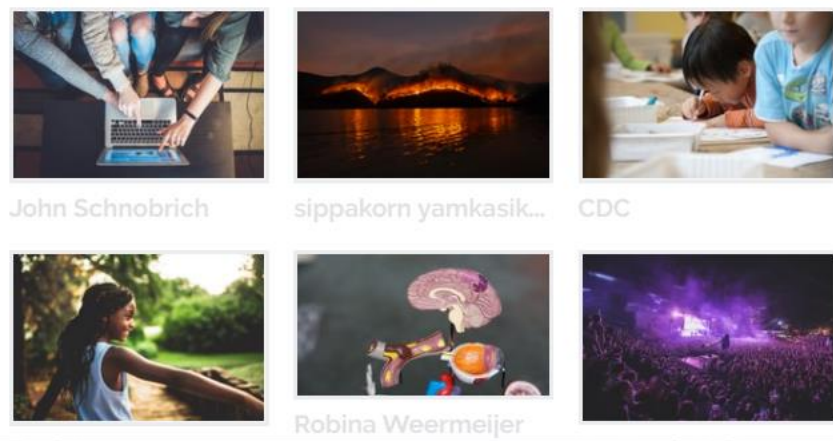 John Schnobrich
sippakorn yamkasik...
CDC
Robina Weermeijer